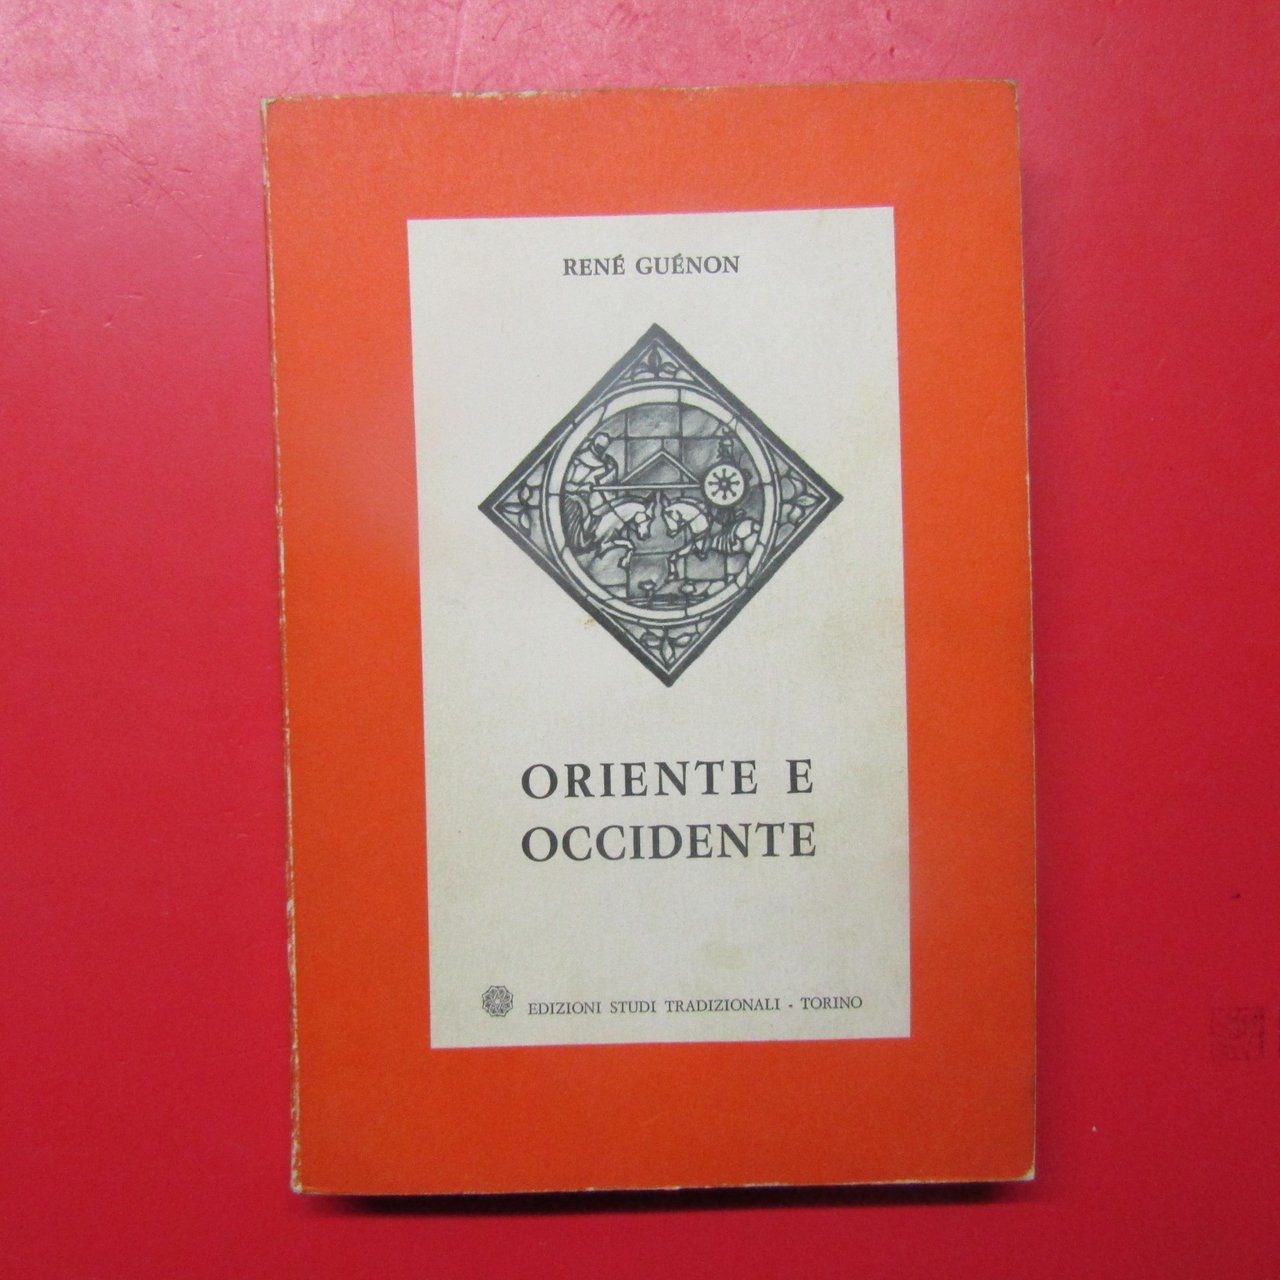 RENÉ GUÉNON
ORIENTE E
OCCIDENTE
EDIZIONI STUDI TRADIZIONALI - TORINO